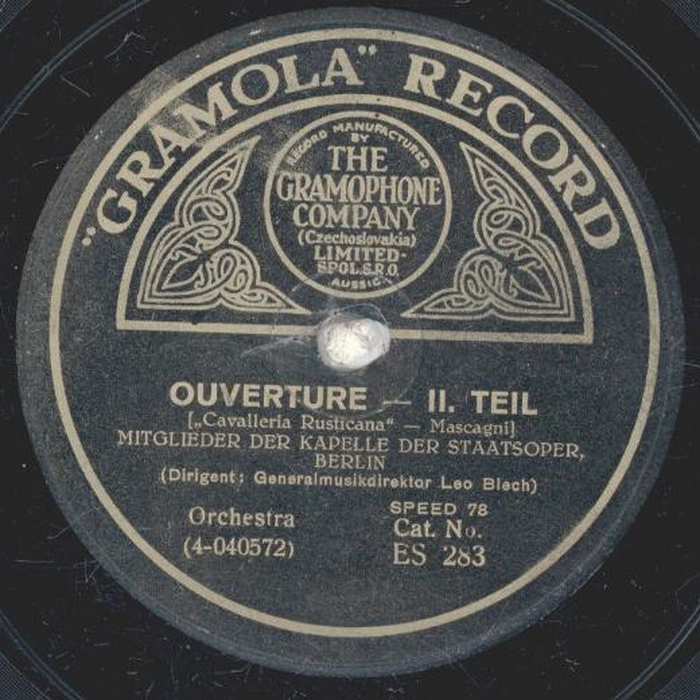 "GRAMOLA" RECORD
RECORD MANUFACTURED
BY
THE
GRAMOPHONE
COMPANY
(Czechoslovakia)
LIMITED-
SPOL.S.R.O.
AUSSIG
OUVERTURE — II. TEIL
[„Cavalleria Rusticana“ — Mascagni]
MITGLIEDER DER KAPELLE DER STAATSOPER,
BERLIN
(Dirigent: Generalmusikdirektor Leo Blech)
Orchestra
(4-040572)
SPEED 78
Cat. No.
ES 283